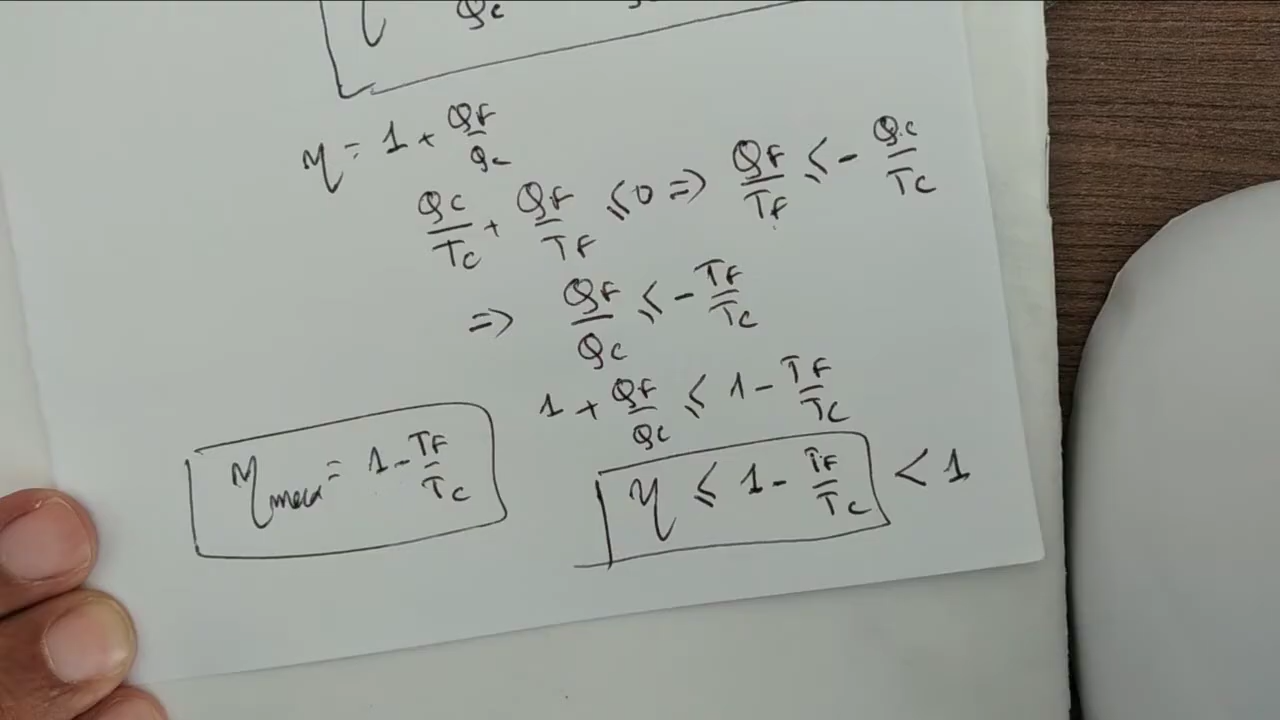 η = 1 + QF/QC
QC/TC + QF/TF ⩽ 0 => QF/TF ⩽ - QC/TC
=> QF/QC ⩽ - TF/TC
1 + QF/QC ⩽ 1 - TF/TC
ηmax = 1 - TF/TC
η ⩽ 1 - TF/TC < 1